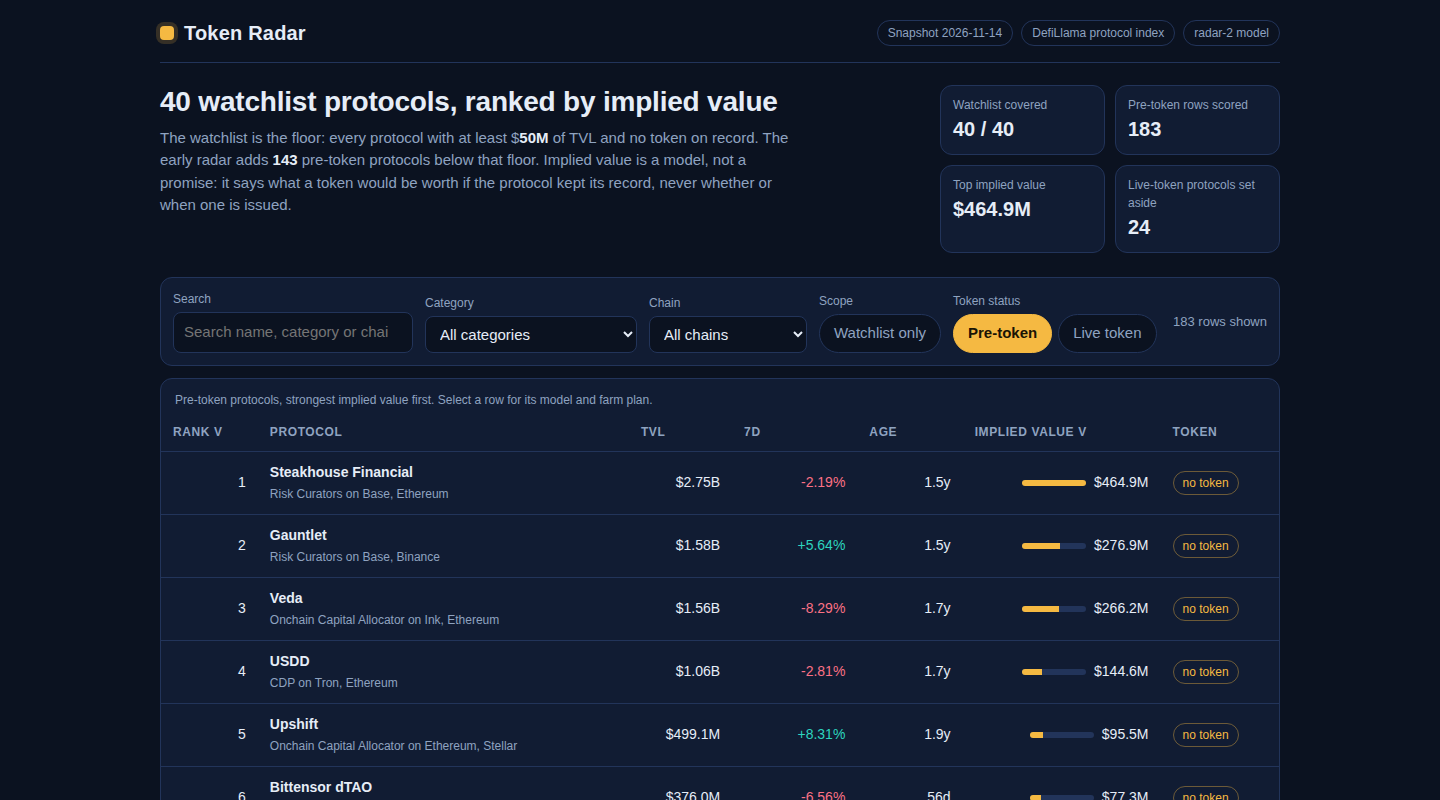 Token Radar
Snapshot 2026-11-14
DefiLlama protocol index
radar-2 model
40 watchlist protocols, ranked by implied value
The watchlist is the floor: every protocol with at least $50M of TVL and no token on record. The
early radar adds 143 pre-token protocols below that floor. Implied value is a model, not a
promise: it says what a token would be worth if the protocol kept its record, never whether or
when one is issued.
Watchlist covered
40 / 40
Pre-token rows scored
183
Top implied value
$464.9M
Live-token protocols set
aside
24
Search
Search name, category or chai
Category
All categories
Chain
All chains
Scope
Watchlist only
Token status
Pre-token
Live token
183 rows shown
Pre-token protocols, strongest implied value first. Select a row for its model and farm plan.
RANK V PROTOCOL TVL 7D AGE IMPLIED VALUE V TOKEN
1 Steakhouse Financial $2.75B -2.19% 1.5y $464.9M no token
Risk Curators on Base, Ethereum
2 Gauntlet $1.58B +5.64% 1.5y $276.9M no token
Risk Curators on Base, Binance
3 Veda $1.56B -8.29% 1.7y $266.2M no token
Onchain Capital Allocator on Ink, Ethereum
4 USDD $1.06B -2.81% 1.7y $144.6M no token
CDP on Tron, Ethereum
5 Upshift $499.1M +8.31% 1.9y $95.5M no token
Onchain Capital Allocator on Ethereum, Stellar
6 Bittensor dTAO $376.0M -6.56% 56d $77.3M no token